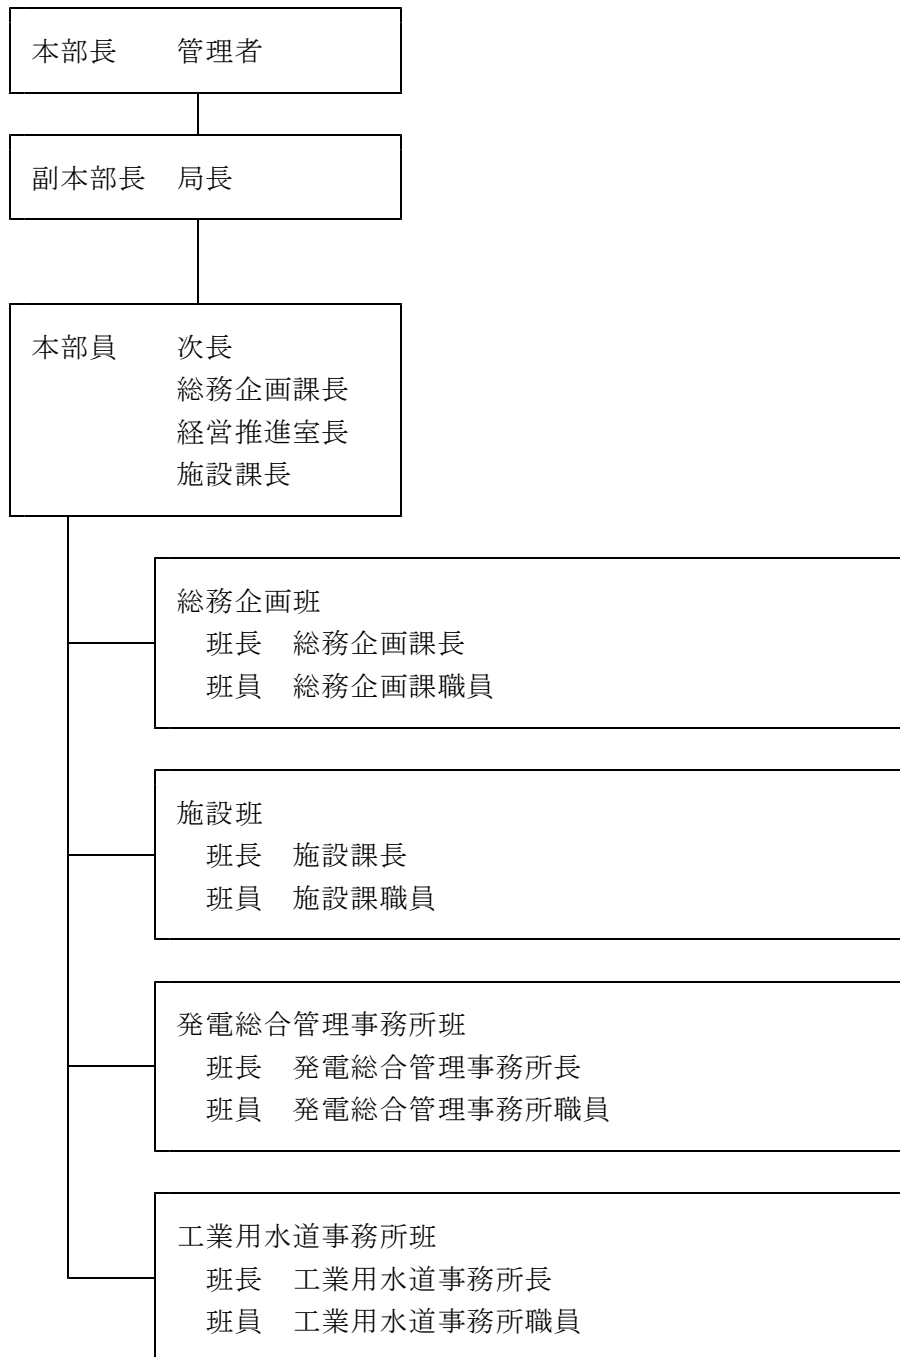 本部長　　管理者
副本部長　局長
本部員　　次長
総務企画課長
経営推進室長
施設課長
総務企画班
班長　総務企画課長
班員　総務企画課職員
施設班
班長　施設課長
班員　施設課職員
発電総合管理事務所班
班長　発電総合管理事務所長
班員　発電総合管理事務所職員
工業用水道事務所班
班長　工業用水道事務所長
班員　工業用水道事務所職員